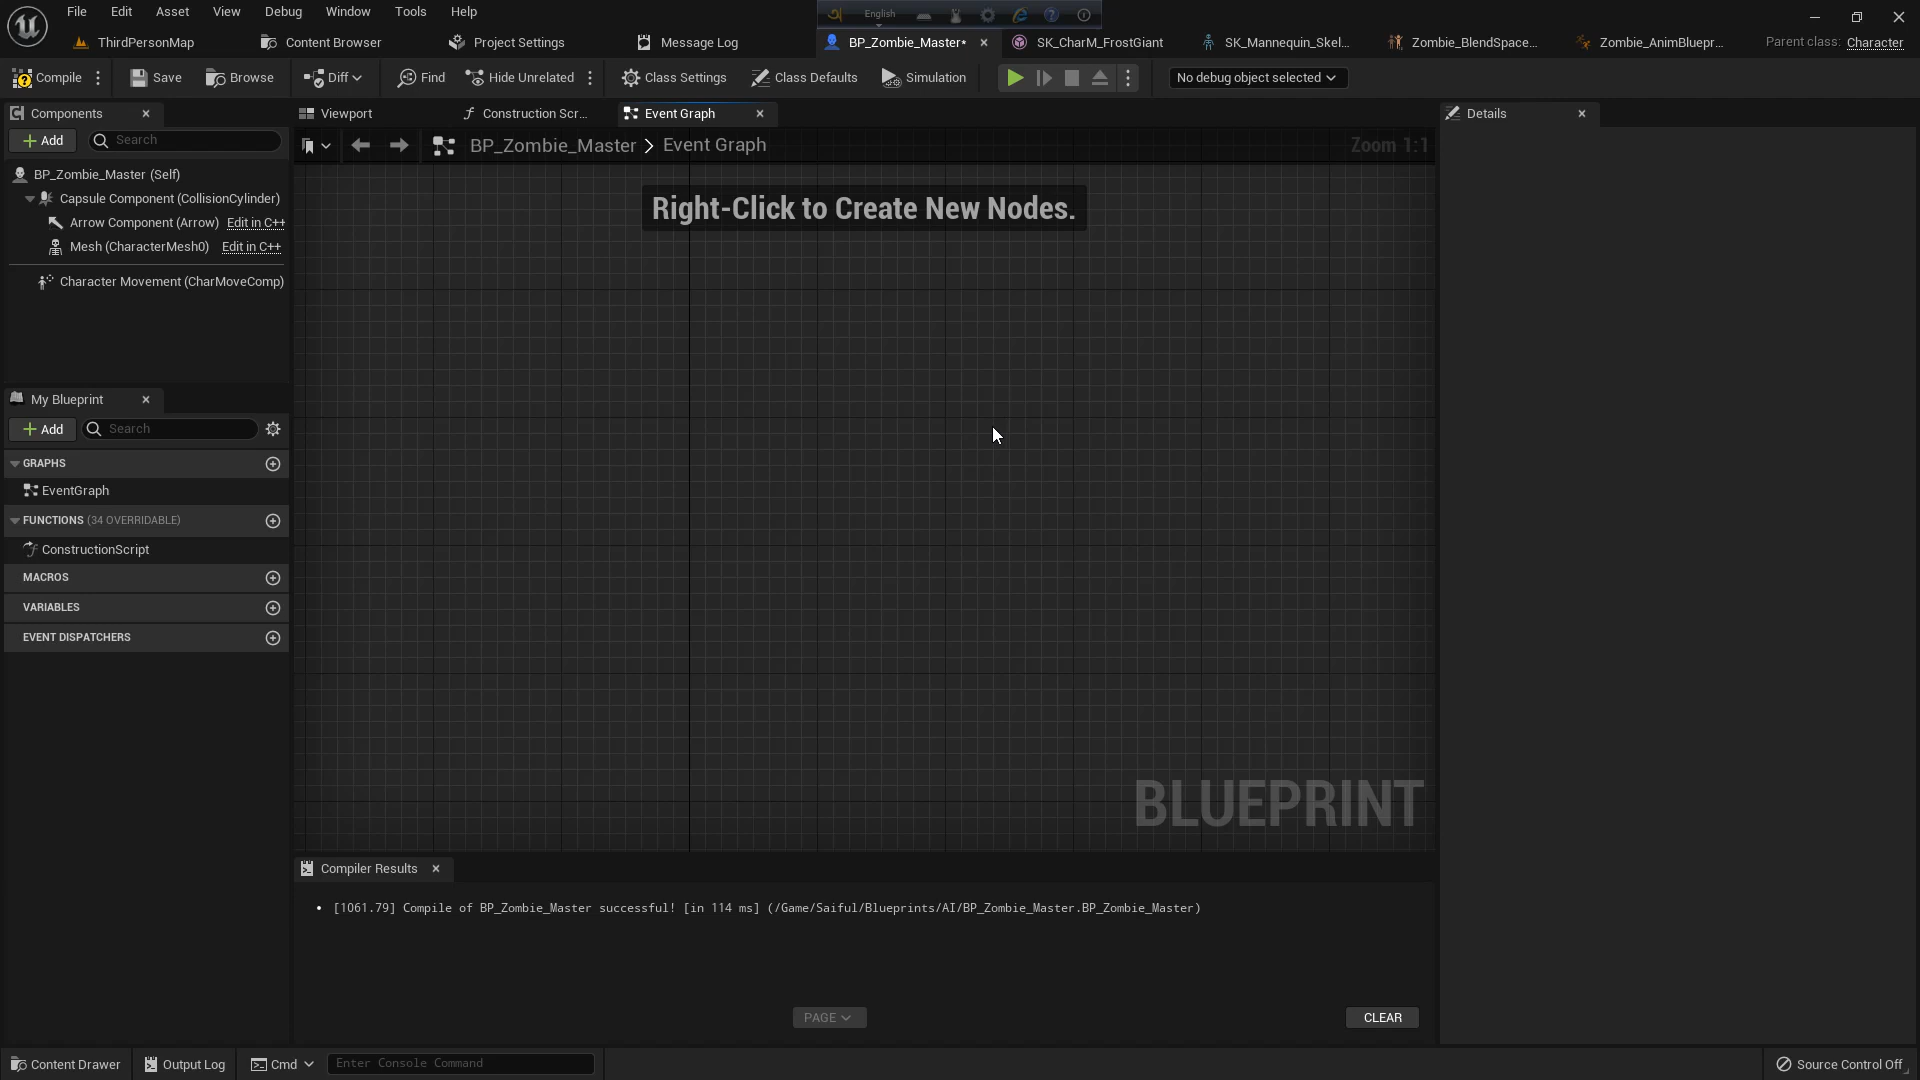 File Edit Asset View Debug Window Tools Help
English
ThirdPersonMap Content Browser Project Settings Message Log BP_Zombie_Master* SK_CharM_FrostGiant SK_Mannequin_Skel... Zombie_BlendSpace... Zombie_AnimBluepr... Parent class: Character
Compile Save Browse Diff Find Hide Unrelated Class Settings Class Defaults Simulation No debug object selected
Components Viewport Construction Scr... Event Graph Details
Add Search
BP_Zombie_Master > Event Graph Zoom 1:1
BP_Zombie_Master (Self)
Capsule Component (CollisionCylinder)
Arrow Component (Arrow) Edit in C++
Mesh (CharacterMesh0) Edit in C++
Character Movement (CharMoveComp)
Right-Click to Create New Nodes.
My Blueprint
Add Search
GRAPHS
EventGraph
FUNCTIONS (34 OVERRIDABLE)
ConstructionScript
MACROS
VARIABLES
EVENT DISPATCHERS
BLUEPRINT
Compiler Results
• [1061.79] Compile of BP_Zombie_Master successful! [in 114 ms] (/Game/Saiful/Blueprints/AI/BP_Zombie_Master.BP_Zombie_Master)
PAGE CLEAR
Content Drawer Output Log Cmd Enter Console Command Source Control Off